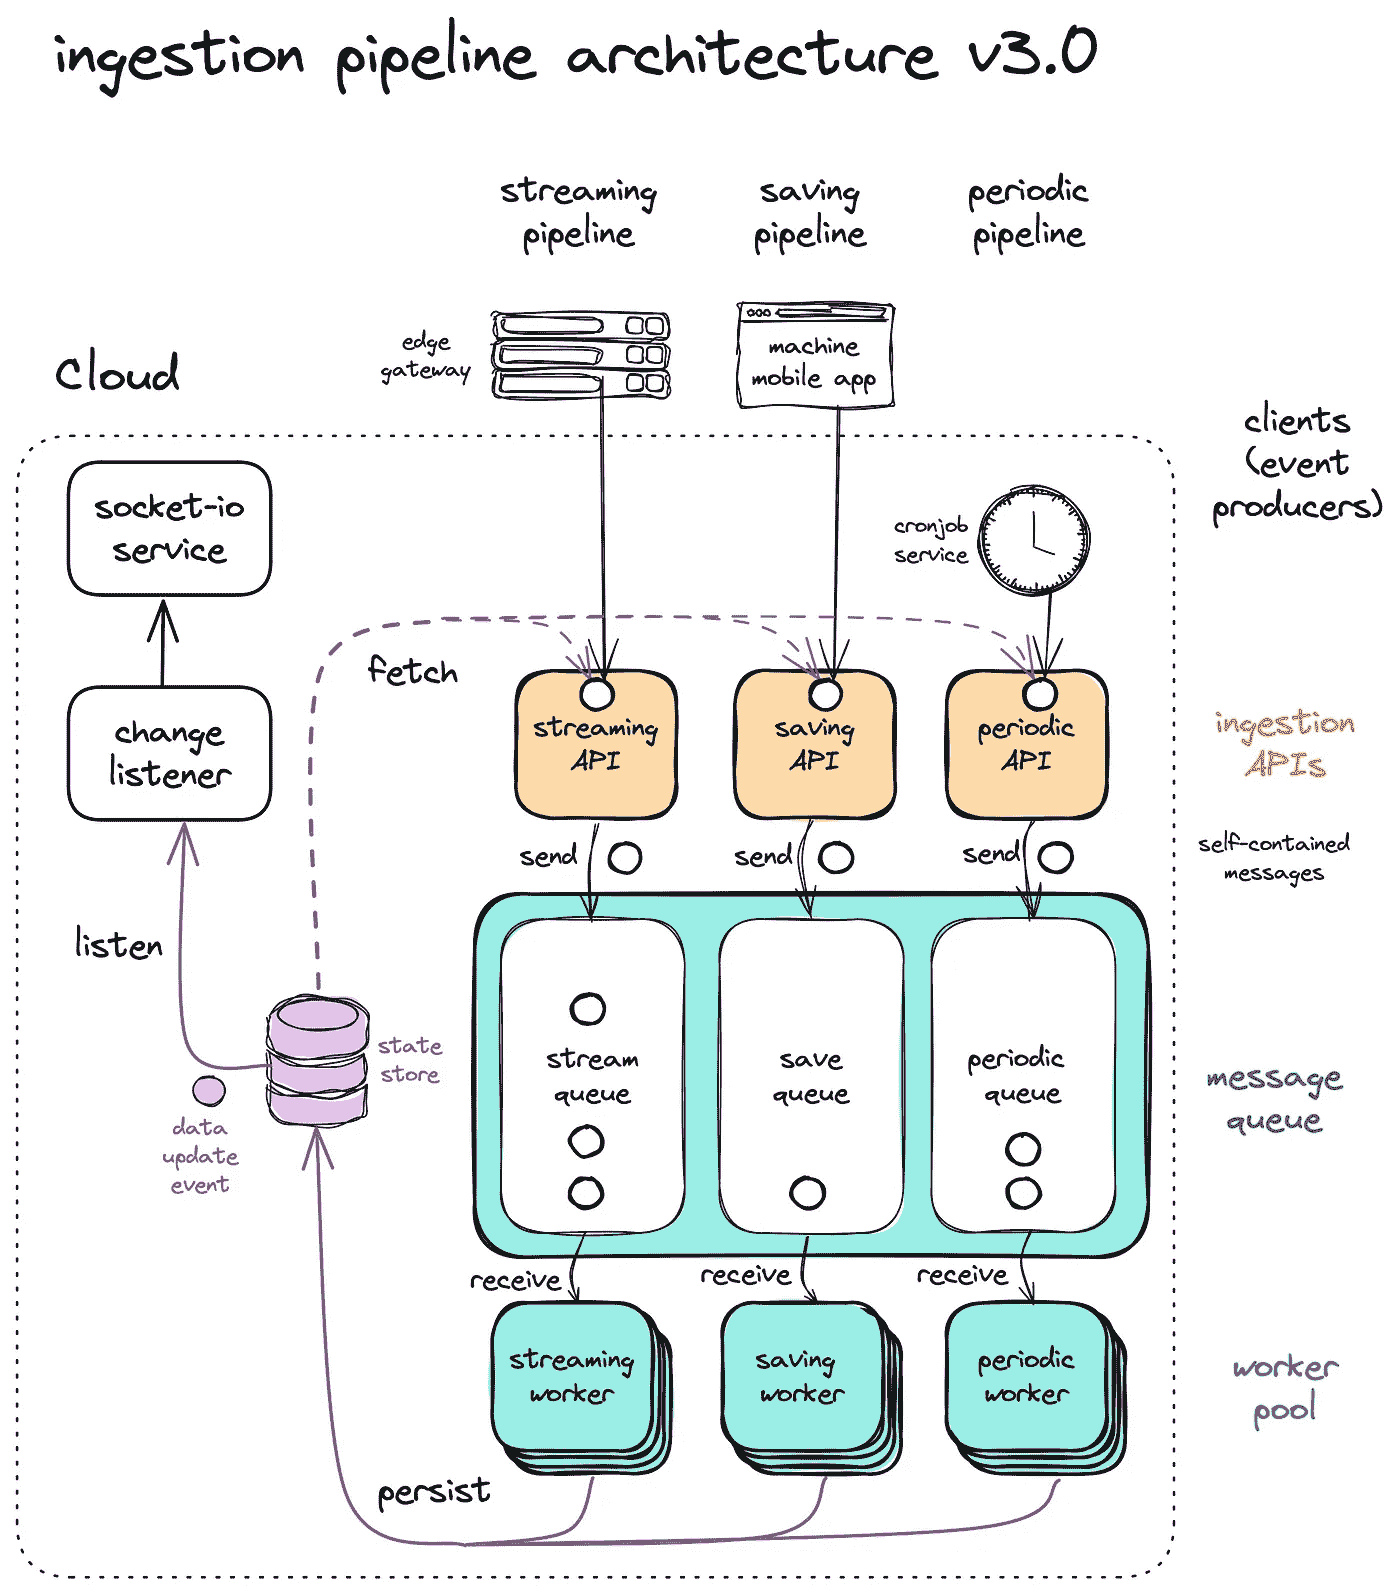 ingestion pipeline architecture v3.0
streaming
pipeline
saving
pipeline
periodic
pipeline
edge
gateway
machine
mobile app
Cloud
clients
(event
producers)
socket-io
service
cronjob
service
fetch
change
listener
streaming
API
saving
API
periodic
API
ingestion
APIs
send
send
send
self-contained
messages
listen
state
store
stream
queue
save
queue
periodic
queue
message
queue
data
update
event
receive
receive
receive
streaming
worker
saving
worker
periodic
worker
worker
pool
persist